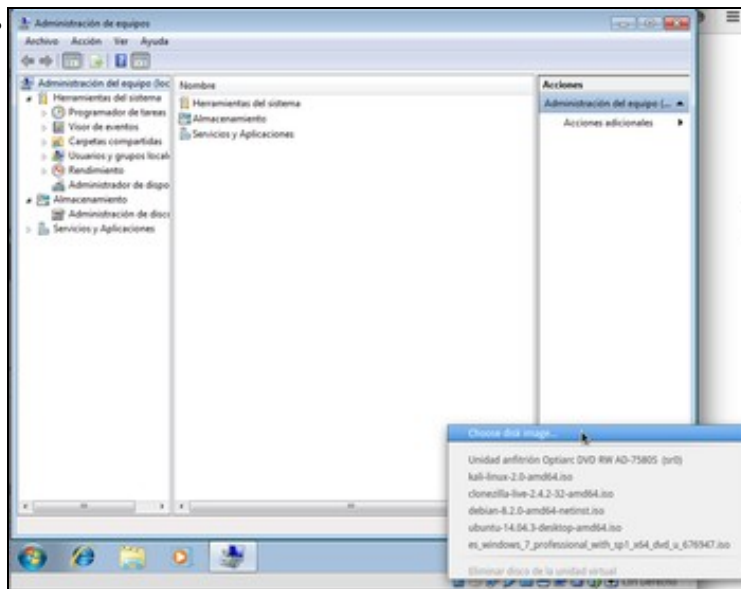 Administración de equipos
Archivo Acción Ver Ayuda
Administración del equipo (loc
Herramientas del sistema
Programador de tareas
Visor de eventos
Carpetas compartidas
Usuarios y grupos locale
Rendimiento
Administrador de dispo
Almacenamiento
Administración de disco
Servicios y Aplicaciones
Nombre
Herramientas del sistema
Almacenamiento
Servicios y Aplicaciones
Acciones
Administración del equipo (...
Acciones adicionales
Choose disk image...
Unidad anfitrión Optiarc DVD RW AD-7580S (sr0)
kali-linux-2.0-amd64.iso
clonezilla-live-2.4.2-32-amd64.iso
debian-8.2.0-amd64-netinst.iso
ubuntu-14.04.3-desktop-amd64.iso
es_windows_7_professional_with_sp1_x64_dvd_u_676947.iso
Eliminar disco de la unidad virtual
Ctrl Derecho